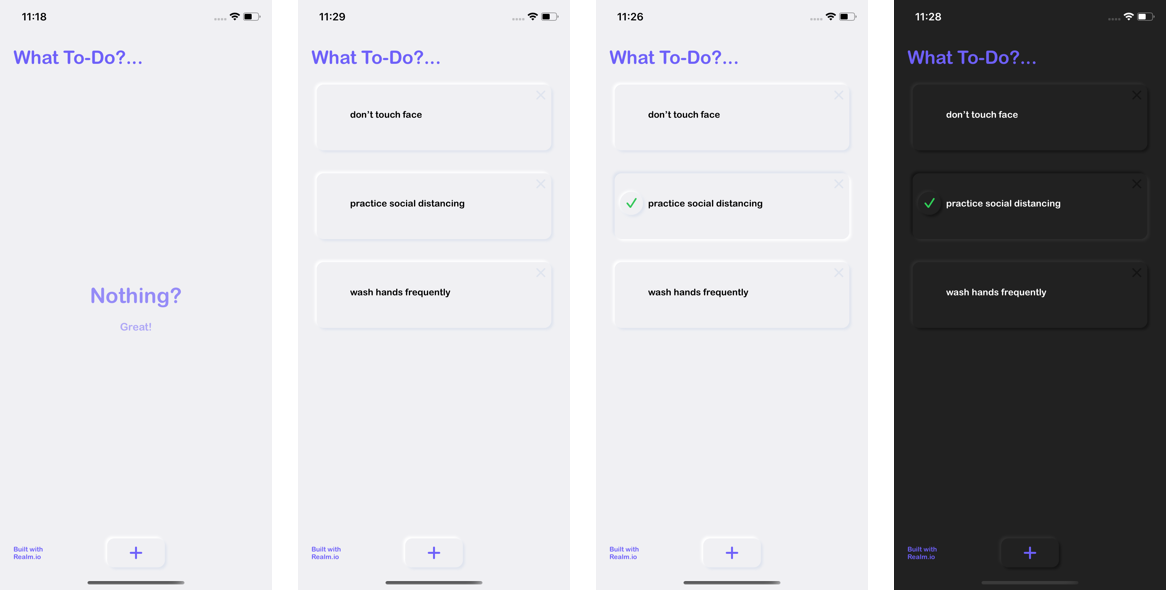 11:18
What To-Do?...
Nothing?
Great!
Built with
Realm.io
11:29
What To-Do?...
don't touch face
practice social distancing
wash hands frequently
Built with
Realm.io
11:26
What To-Do?...
don't touch face
practice social distancing
wash hands frequently
Built with
Realm.io
11:28
What To-Do?...
don't touch face
practice social distancing
wash hands frequently
Built with
Realm.io